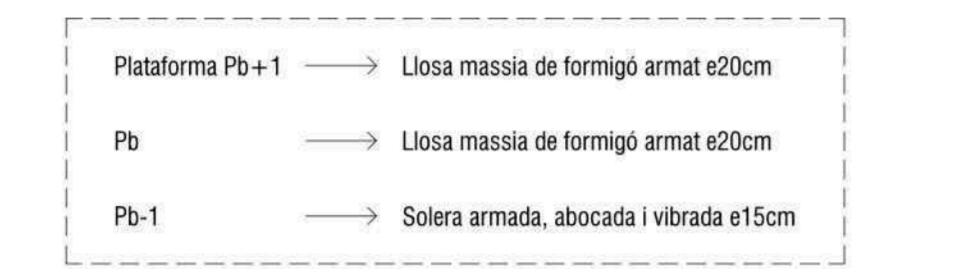 Plataforma Pb+1 ⟶ Llosa massia de formigó armat e20cm
Pb ⟶ Llosa massia de formigó armat e20cm
Pb-1 ⟶ Solera armada, abocada i vibrada e15cm